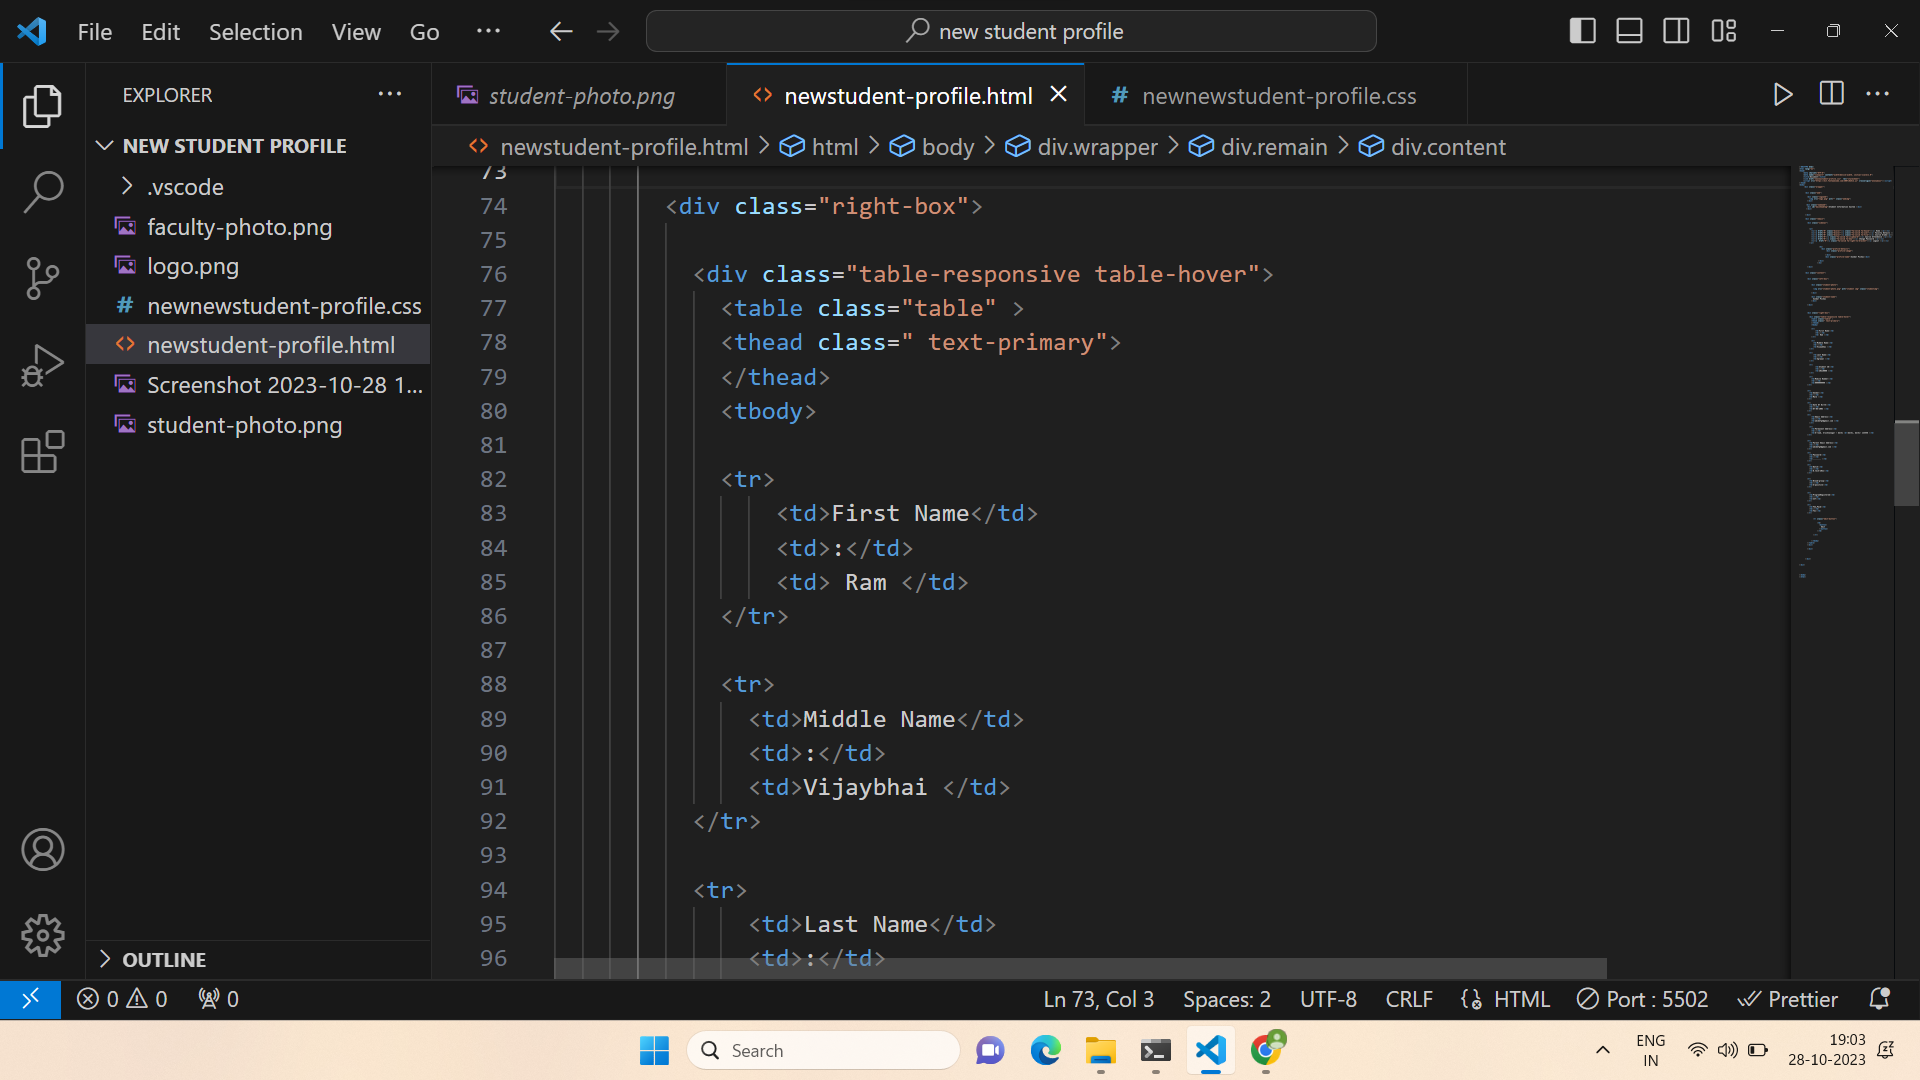 File Edit Selection View Go ··· new student profile
EXPLORER ···
NEW STUDENT PROFILE
.vscode
faculty-photo.png
logo.png
newnewstudent-profile.css
newstudent-profile.html
Screenshot 2023-10-28 1...
student-photo.png
OUTLINE
student-photo.png newstudent-profile.html newnewstudent-profile.css
newstudent-profile.html > html > body > div.wrapper > div.remain > div.content
73
74 <div class="right-box">
75
76 <div class="table-responsive table-hover">
77 <table class="table" >
78 <thead class=" text-primary">
79 </thead>
80 <tbody>
81
82 <tr>
83 <td>First Name</td>
84 <td>:</td>
85 <td> Ram </td>
86 </tr>
87
88 <tr>
89 <td>Middle Name</td>
90 <td>:</td>
91 <td>Vijaybhai </td>
92 </tr>
93
94 <tr>
95 <td>Last Name</td>
96 <td>:</td>
0 0 0 Ln 73, Col 3 Spaces: 2 UTF-8 CRLF HTML Port : 5502 Prettier
Search
ENG
IN
19:03
28-10-2023